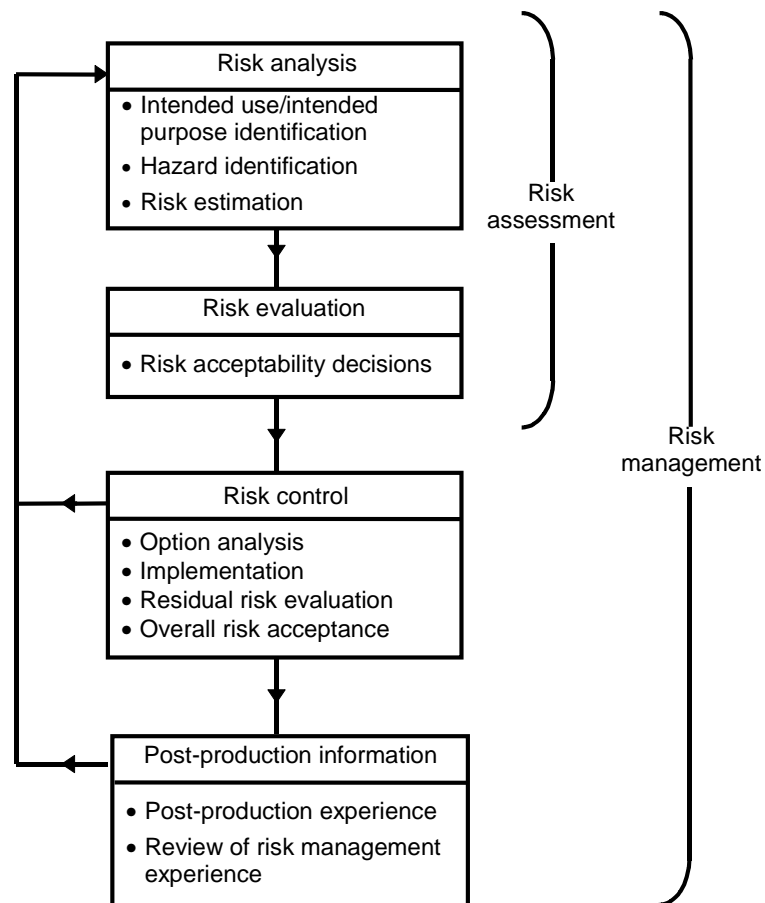 Risk analysis
• Intended use/intended
purpose identification
• Hazard identification
• Risk estimation
Risk
assessment
Risk evaluation
• Risk acceptability decisions
Risk
management
Risk control
• Option analysis
• Implementation
• Residual risk evaluation
• Overall risk acceptance
Post-production information
• Post-production experience
• Review of risk management
experience